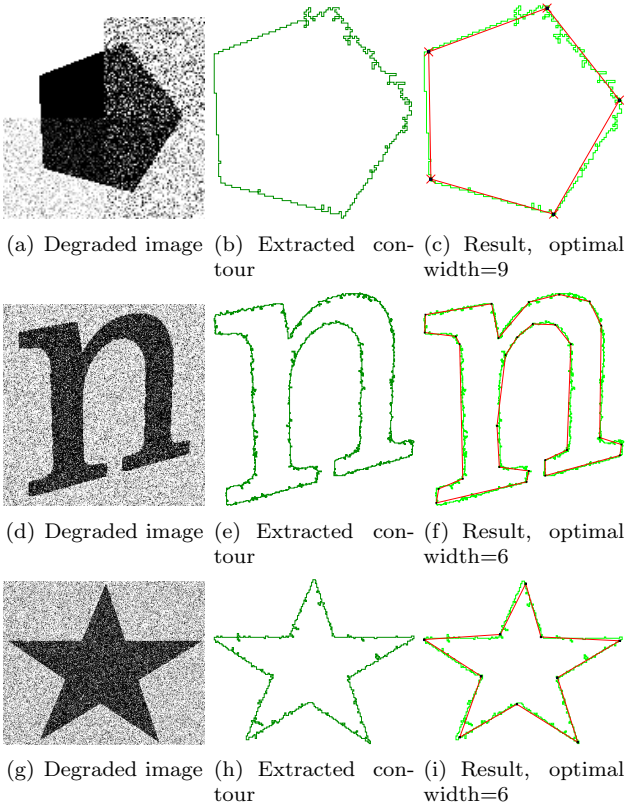 (a) Degraded image (b) Extracted con- (c) Result, optimal
tour width=9
n
(d) Degraded image (e) Extracted con- (f) Result, optimal
tour width=6
(g) Degraded image (h) Extracted con- (i) Result, optimal
tour width=6